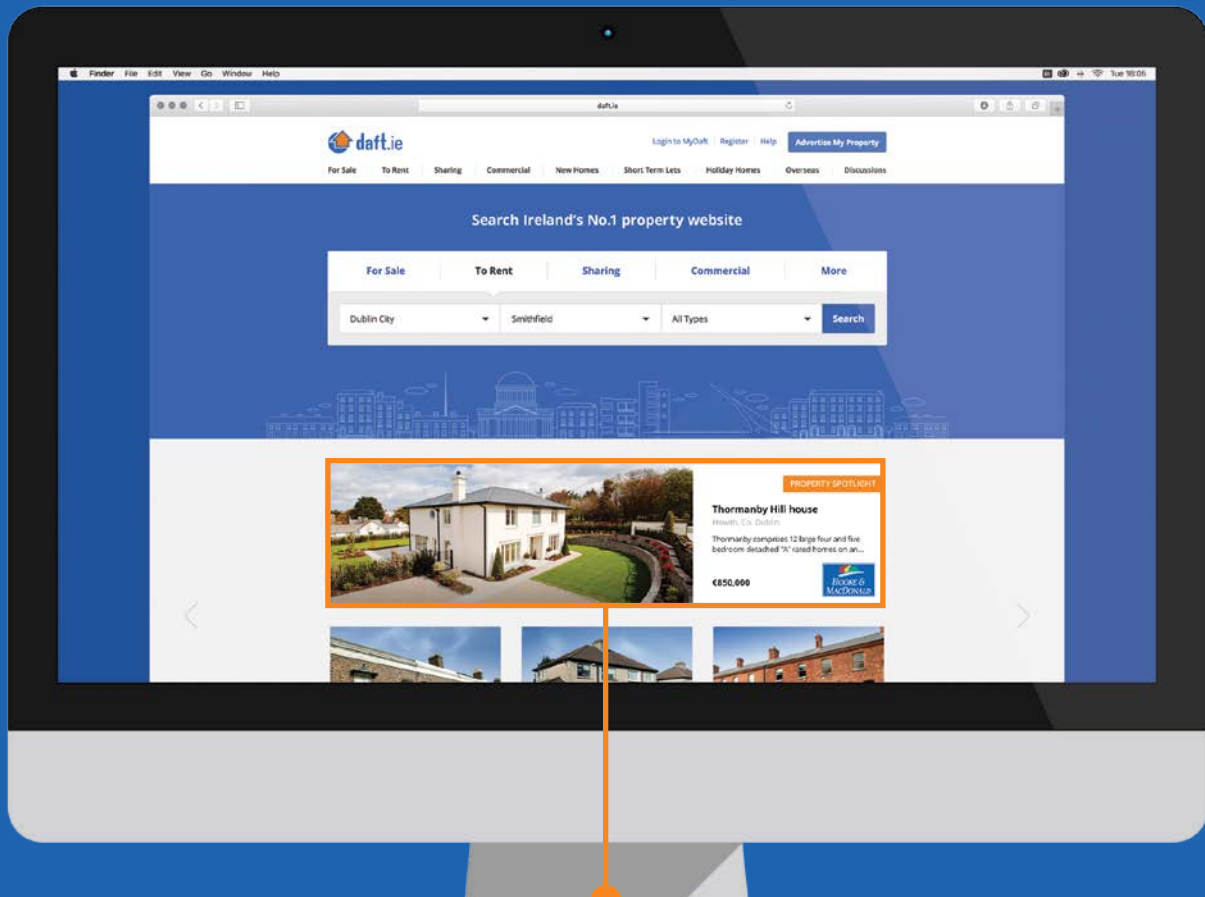 Finder File Edit View Go Window Help Tue 16:05
daft.ie
daft.ie
Login to MyDaft Register Help Advertise My Property
For Sale To Rent Sharing Commercial New Homes Short Term Lets Holiday Homes Overseas Discussions
Search Ireland's No.1 property website
For Sale To Rent Sharing Commercial More
Dublin City Smithfield All Types Search
PROPERTY SPOTLIGHT
Thormanby Hill house
Howth, Co. Dublin
Thormanby comprises 12 large four and five
bedroom detached "A" rated homes on an...
€850,000
HOOKE &
MACDONALD